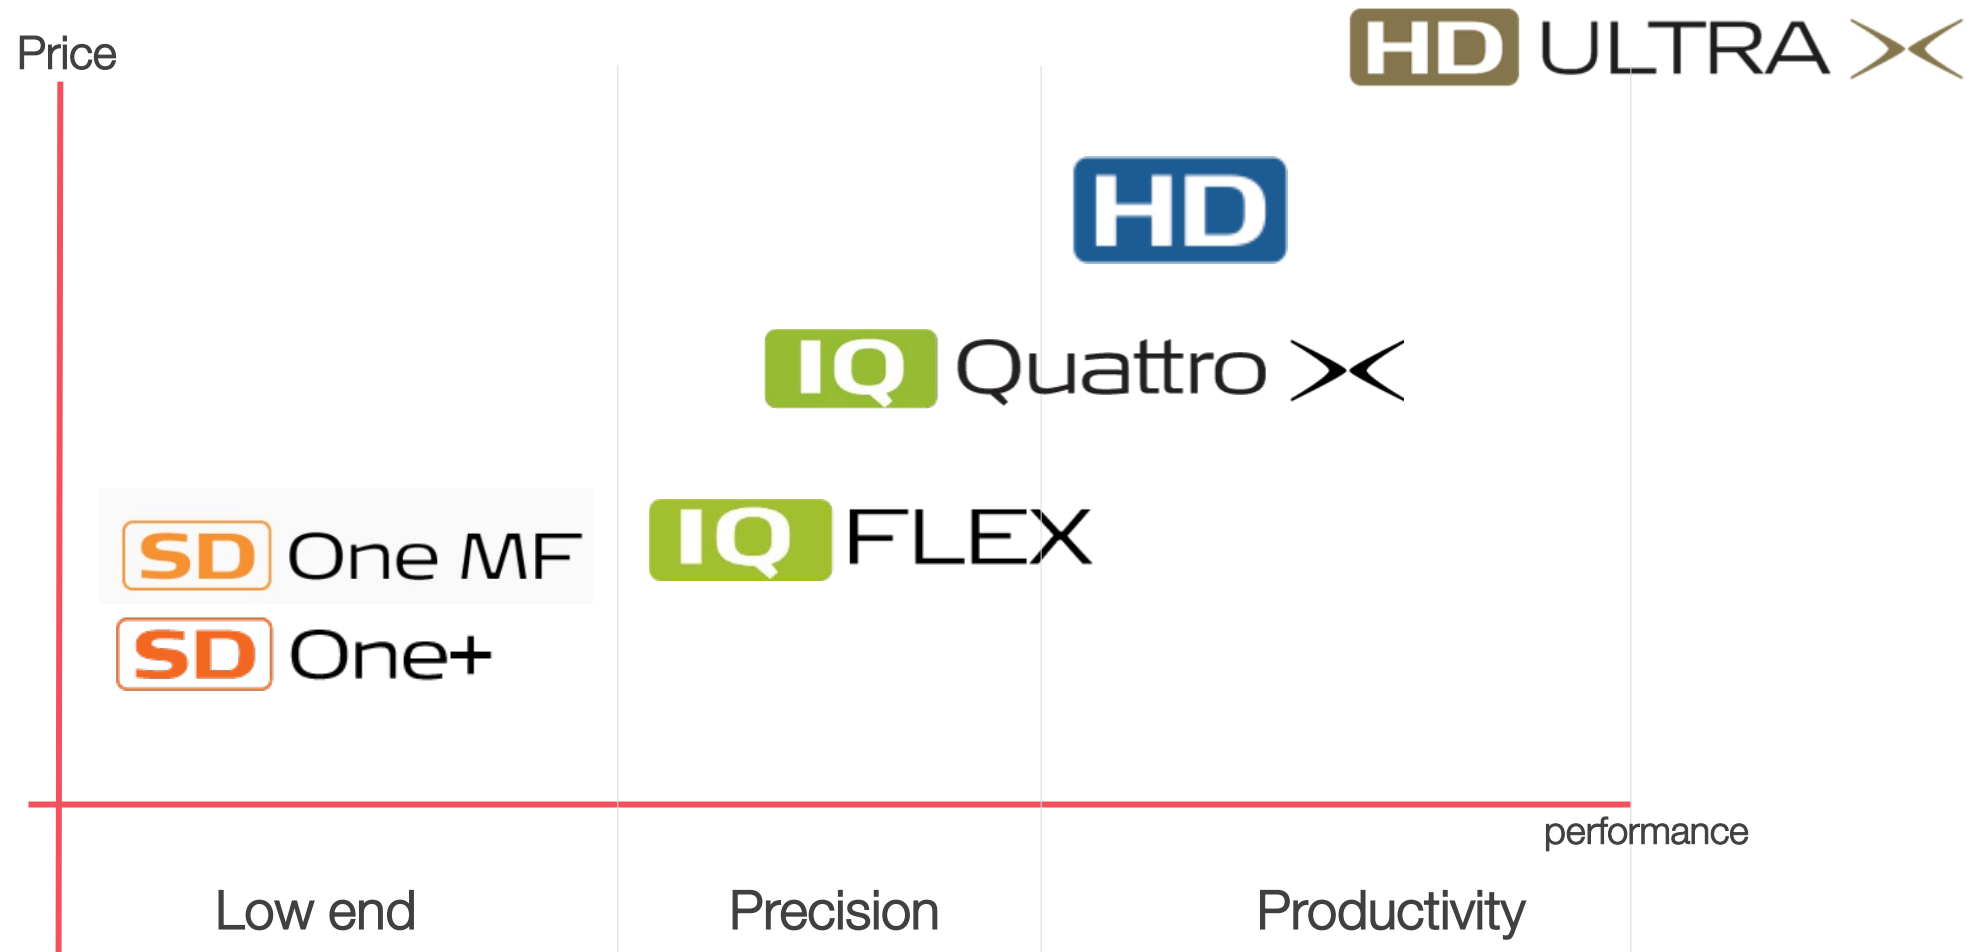 Price
HD ULTRA X
HD
IQ Quattro X
SD One MF
IQ FLEX
SD One+
performance
Low end
Precision
Productivity